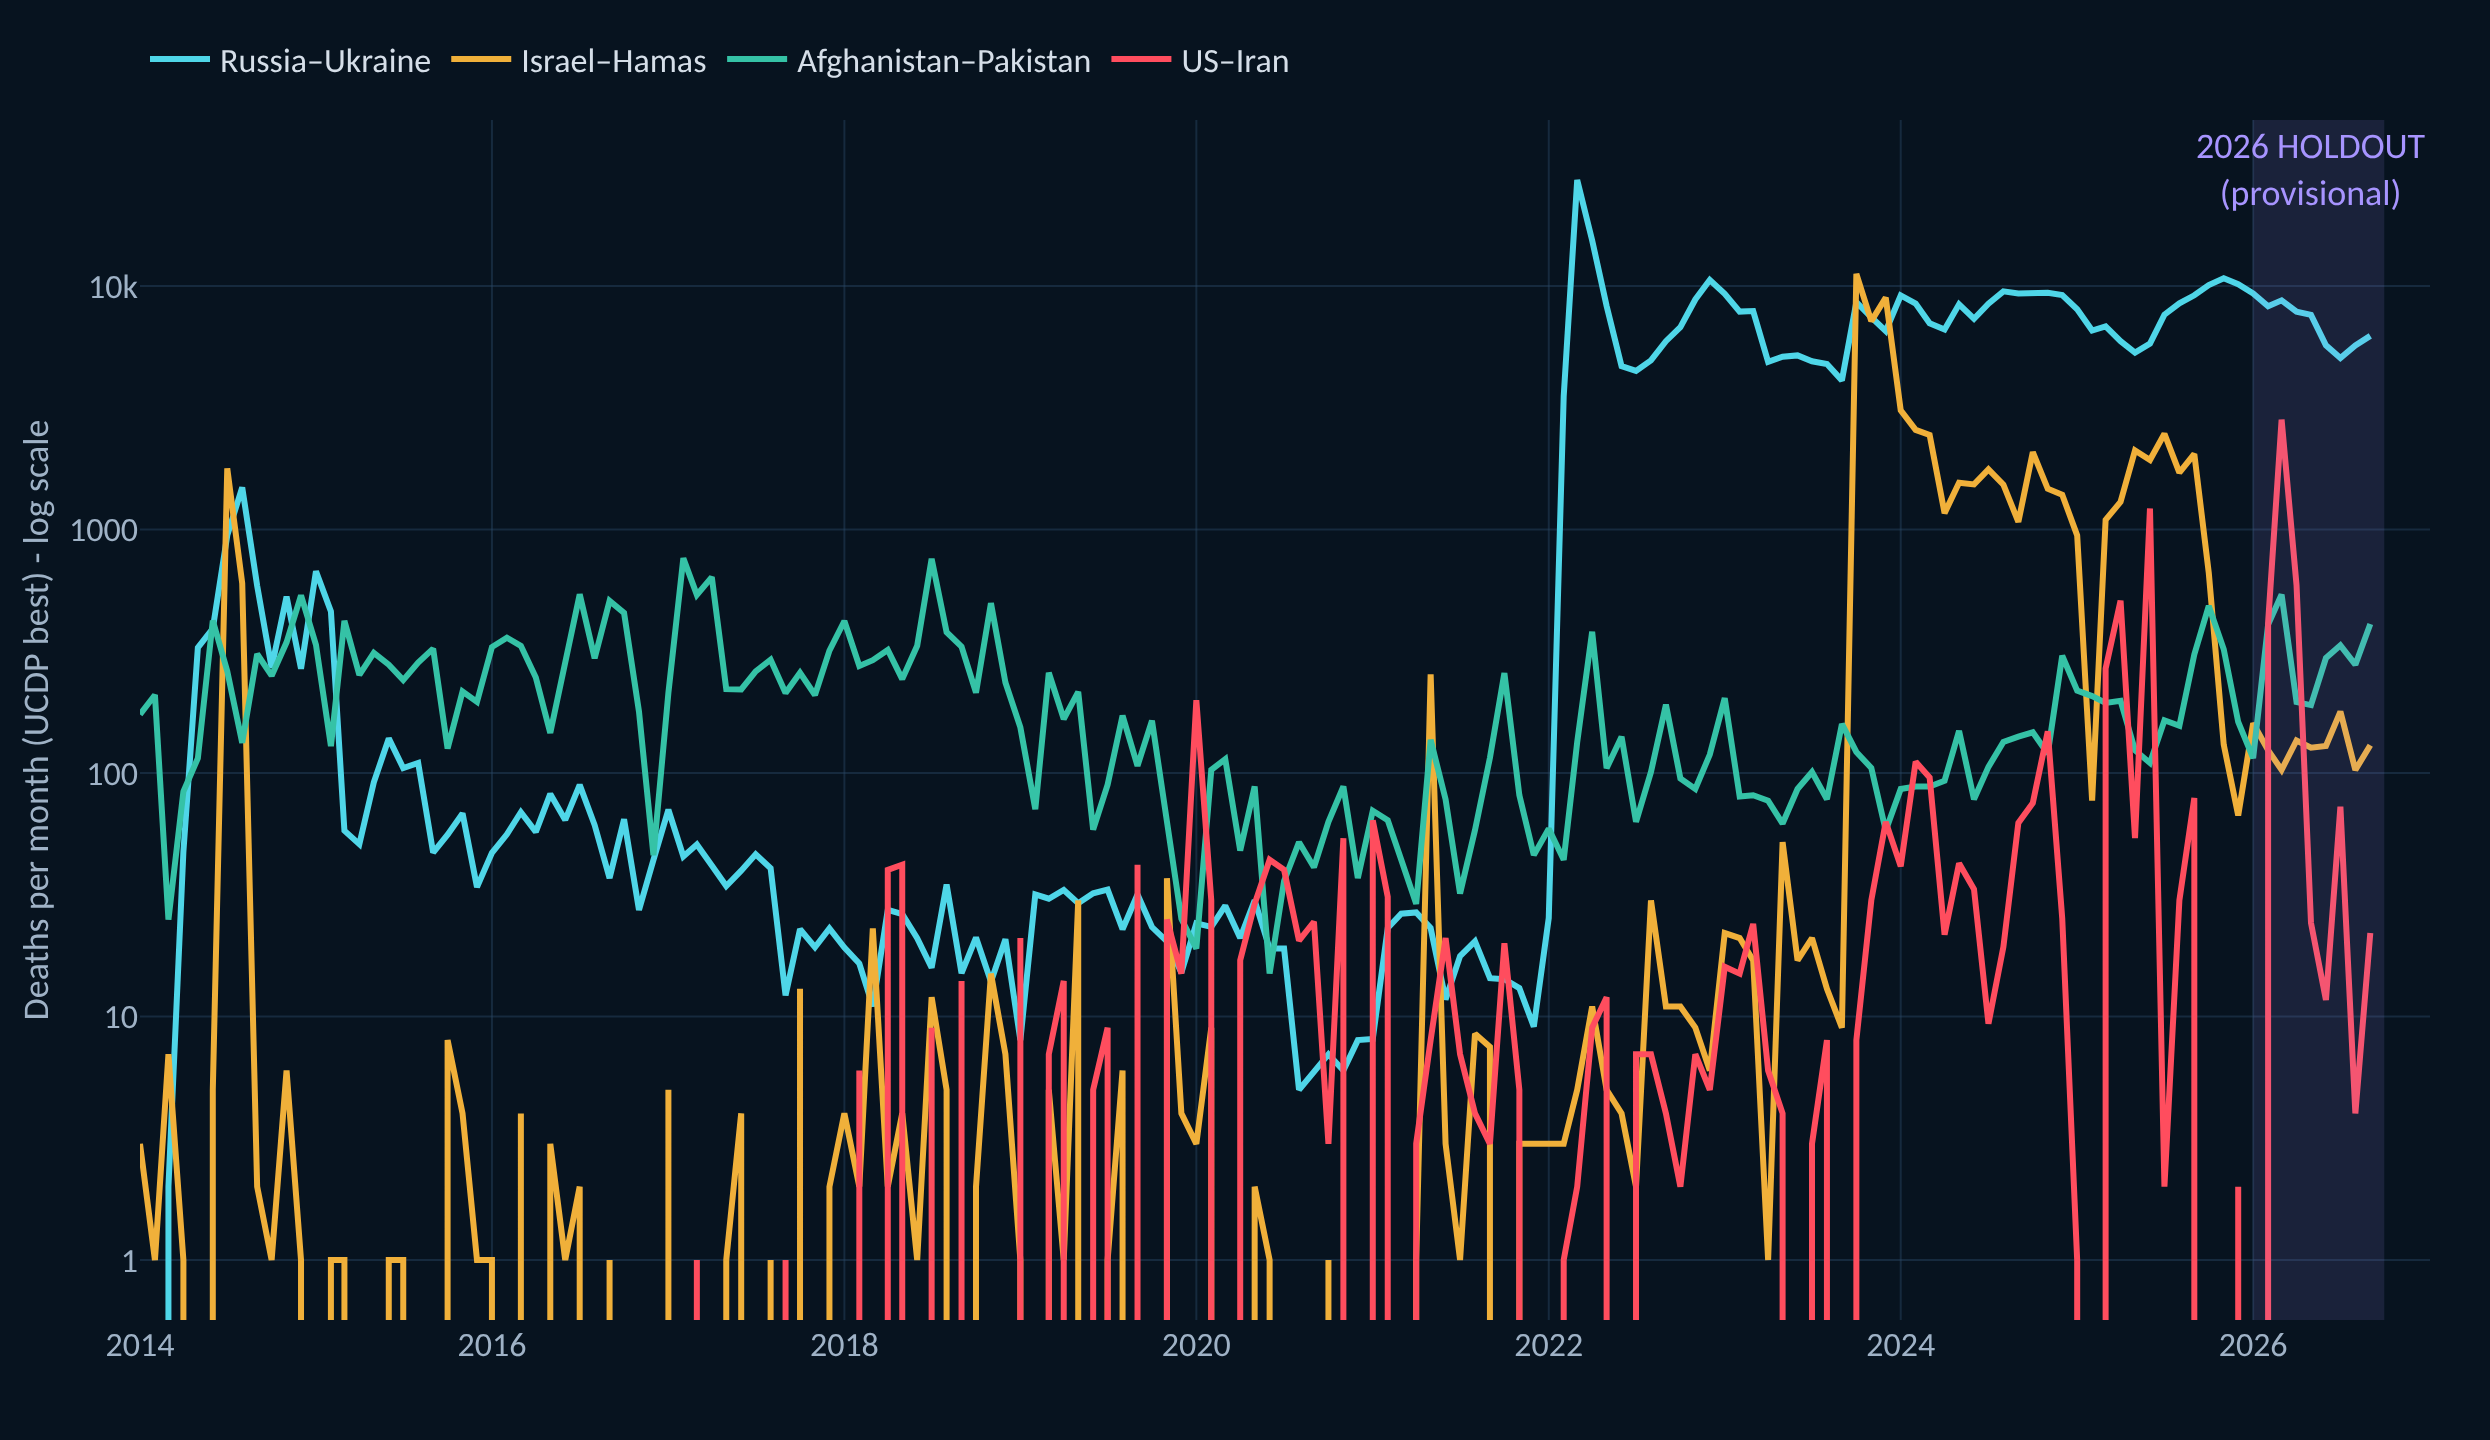 Russia–Ukraine
Israel–Hamas
Afghanistan–Pakistan
US–Iran
2026 HOLDOUT
(provisional)
Deaths per month (UCDP best) - log scale
10k
1000
100
10
1
2014
2016
2018
2020
2022
2024
2026